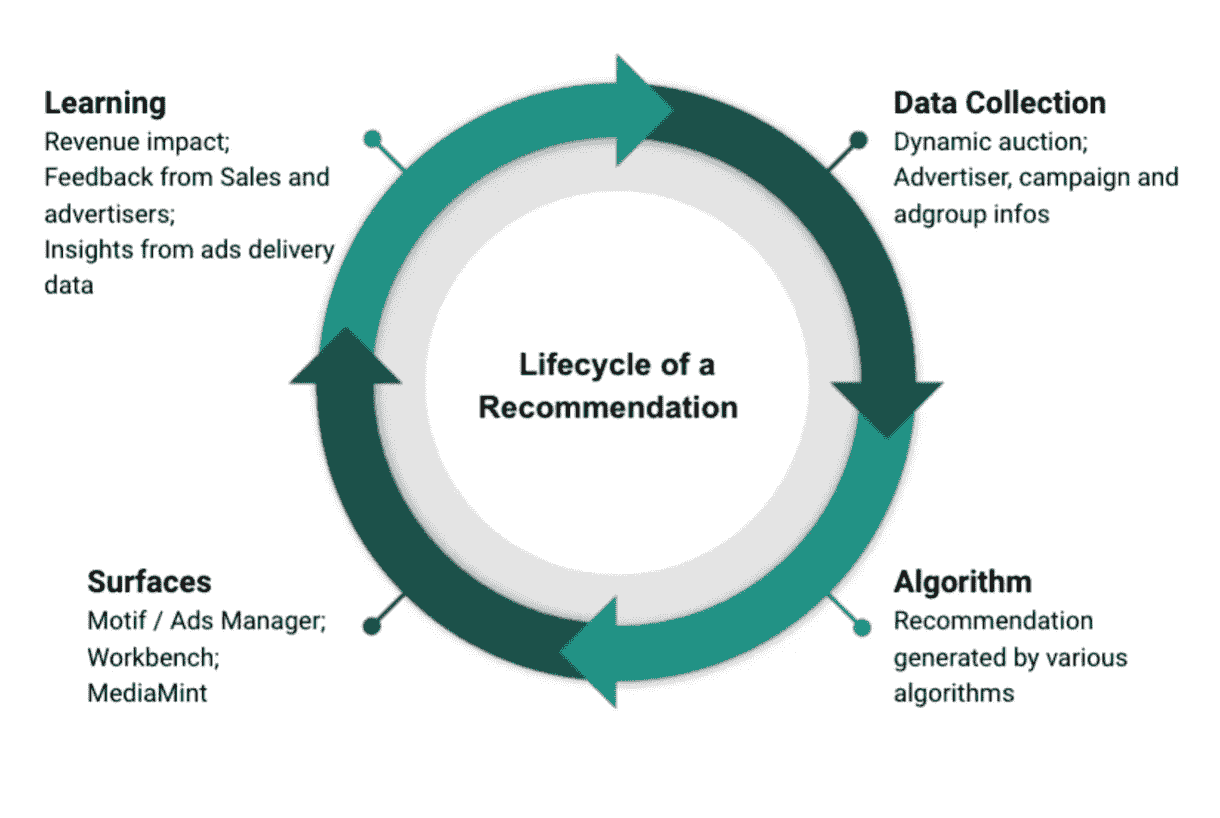 Learning
Revenue impact;
Feedback from Sales and
advertisers;
Insights from ads delivery
data
Data Collection
Dynamic auction;
Advertiser, campaign and
adgroup infos
Lifecycle of a
Recommendation
Surfaces
Motif / Ads Manager;
Workbench;
MediaMint
Algorithm
Recommendation
generated by various
algorithms